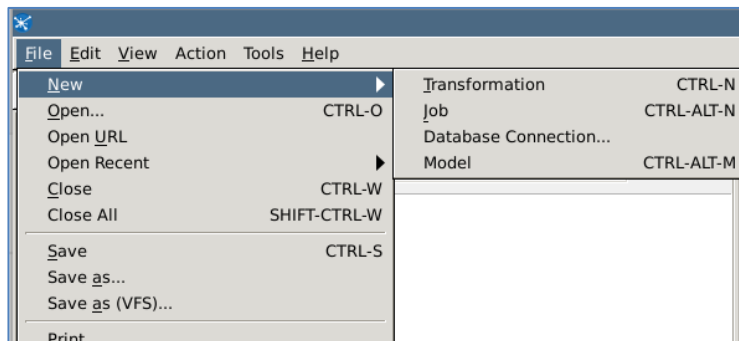 File Edit View Action Tools Help
New
Open... CTRL-O
Open URL
Open Recent
Close CTRL-W
Close All SHIFT-CTRL-W
Save CTRL-S
Save as...
Save as (VFS)...
Print
Transformation CTRL-N
Job CTRL-ALT-N
Database Connection...
Model CTRL-ALT-M